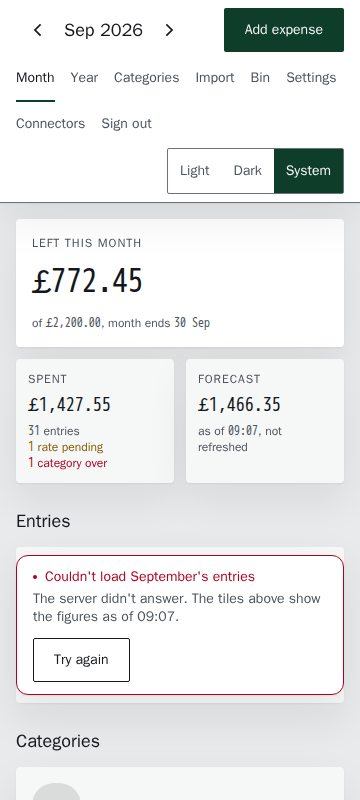 Sep 2026
Add expense
Month Year Categories Import Bin Settings
Connectors Sign out
Light Dark System
LEFT THIS MONTH
£772.45
of £2,200.00, month ends 30 Sep
SPENT
£1,427.55
31 entries
1 rate pending
1 category over
FORECAST
£1,466.35
as of 09:07, not
refreshed
Entries
• Couldn't load September's entries
The server didn't answer. The tiles above show
the figures as of 09:07.
Try again
Categories